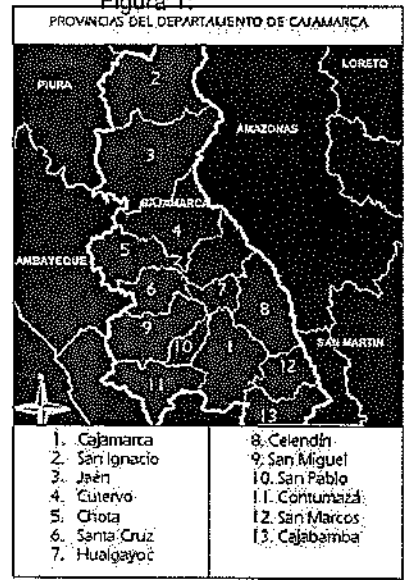 Figura 1:
PROVINCIAS DEL DEPARTAMENTO DE CAJAMARCA
LORETO
PIURA
2
AMAZONAS
3
CAJAMARCA
4
5
AMBAYEQUE
6
7
8
9
10
1
SAN MARTIN
12
11
13
1. Cajamarca
2. San Ignacio
3. Jaén
4. Cutervo
5. Chota
6. Santa Cruz
7. Hualgayoc
8. Celendín
9. San Miguel
10. San Pablo
11. Contumazá
12. San Marcos
13. Cajabamba